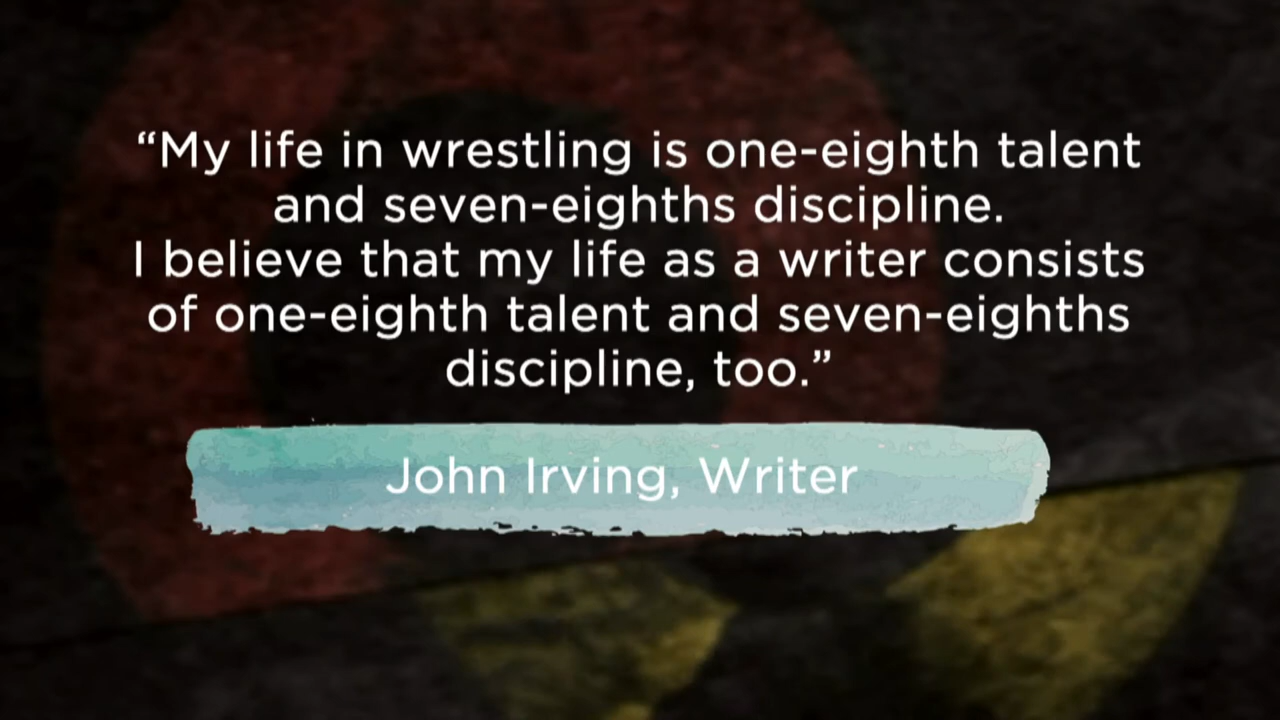 “My life in wrestling is one-eighth talent
and seven-eighths discipline.
I believe that my life as a writer consists
of one-eighth talent and seven-eighths
discipline, too.”
John Irving, Writer